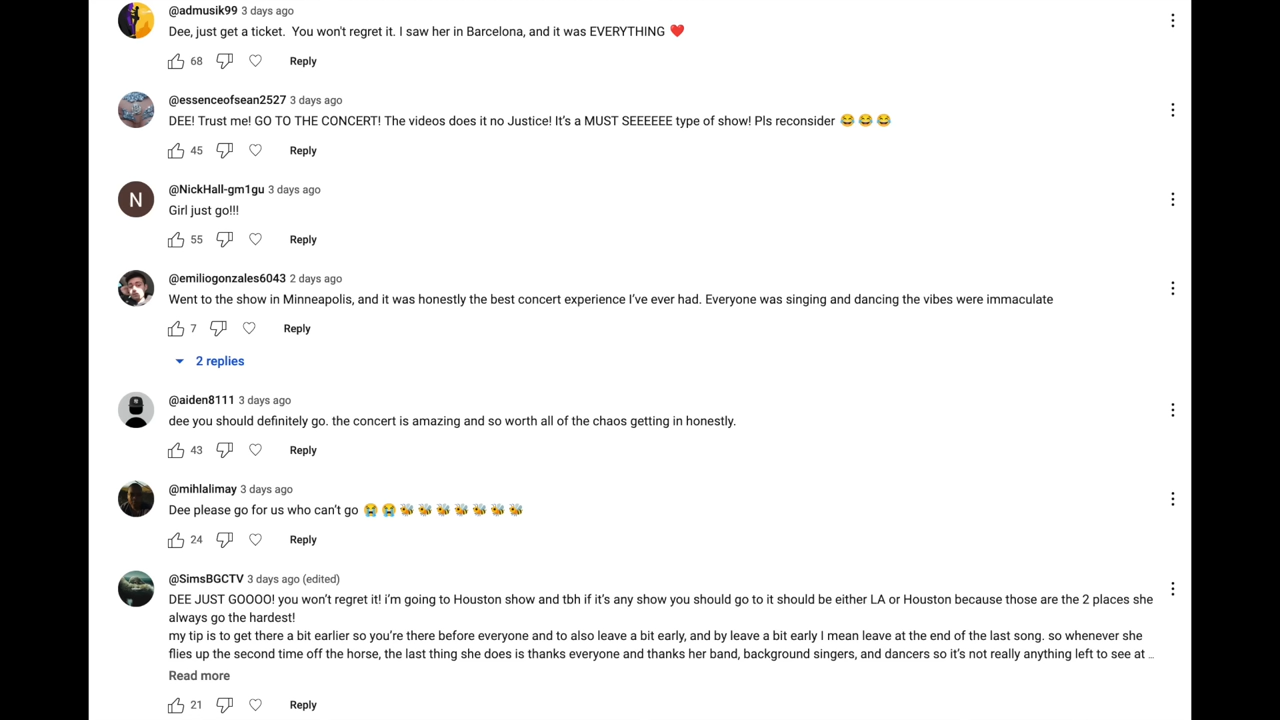 @admusik99 3 days ago
Dee, just get a ticket.  You won't regret it. I saw her in Barcelona, and it was EVERYTHING ❤️
68 Reply
@essenceofsean2527 3 days ago
DEE! Trust me! GO TO THE CONCERT! The videos does it no Justice! It's a MUST SEEEEEE type of show! Pls reconsider 😂 😂 😂
45 Reply
N
@NickHall-gm1gu 3 days ago
Girl just go!!!
55 Reply
@emiliogonzales6043 2 days ago
Went to the show in Minneapolis, and it was honestly the best concert experience I've ever had. Everyone was singing and dancing the vibes were immaculate
7 Reply
2 replies
@aiden8111 3 days ago
dee you should definitely go. the concert is amazing and so worth all of the chaos getting in honestly.
43 Reply
@mihlalimay 3 days ago
Dee please go for us who can't go 😭 😭 🐝 🐝 🐝 🐝 🐝 🐝 🐝
24 Reply
@SimsBGCTV 3 days ago (edited)
DEE JUST GOOOO! you won't regret it! i'm going to Houston show and tbh if it's any show you should go to it should be either LA or Houston because those are the 2 places she
always go the hardest!
my tip is to get there a bit earlier so you're there before everyone and to also leave a bit early, and by leave a bit early I mean leave at the end of the last song. so whenever she
flies up the second time off the horse, the last thing she does is thanks everyone and thanks her band, background singers, and dancers so it's not really anything left to see at ...
Read more
21 Reply